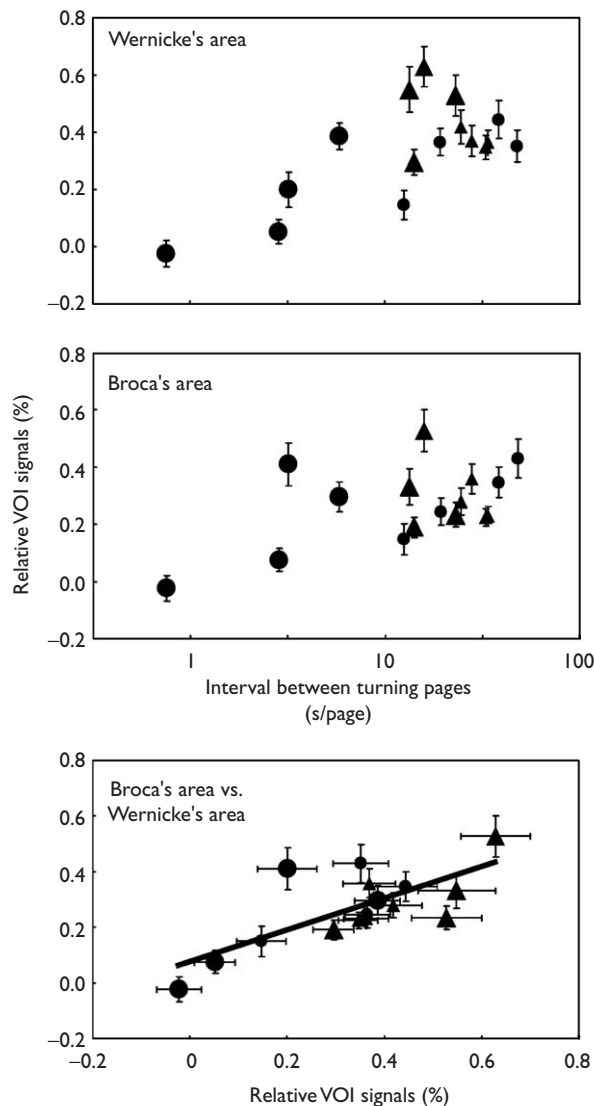 0.8
Wernicke's area
0.6
0.4
0.2
0.0
–0.2
0.8
Broca's area
0.6
0.4
0.2
0.0
–0.2
Relative VOI signals (%)
1 10 100
Interval between turning pages
(s/page)
0.8
Broca's area vs.
Wernicke's area
0.6
0.4
0.2
0.0
–0.2
–0.2 0 0.2 0.4 0.6 0.8
Relative VOI signals (%)